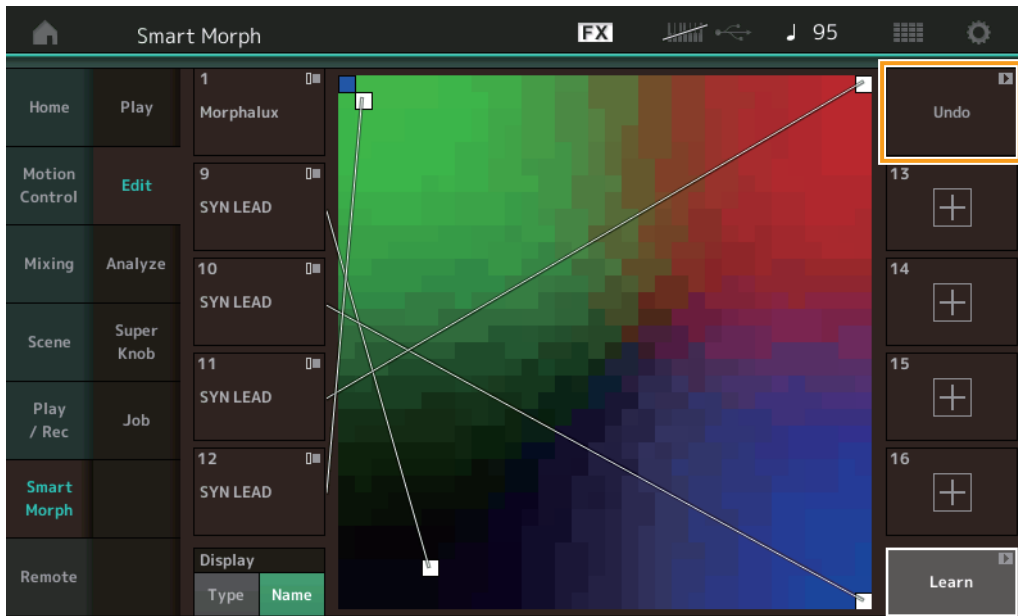 Smart Morph
FX
95
Home
Motion
Control
Mixing
Scene
Play
/ Rec
Smart
Morph
Remote
Play
Edit
Analyze
Super
Knob
Job
1
Morphalux
9
SYN LEAD
10
SYN LEAD
11
SYN LEAD
12
SYN LEAD
Display
Type
Name
Undo
13
14
15
16
Learn